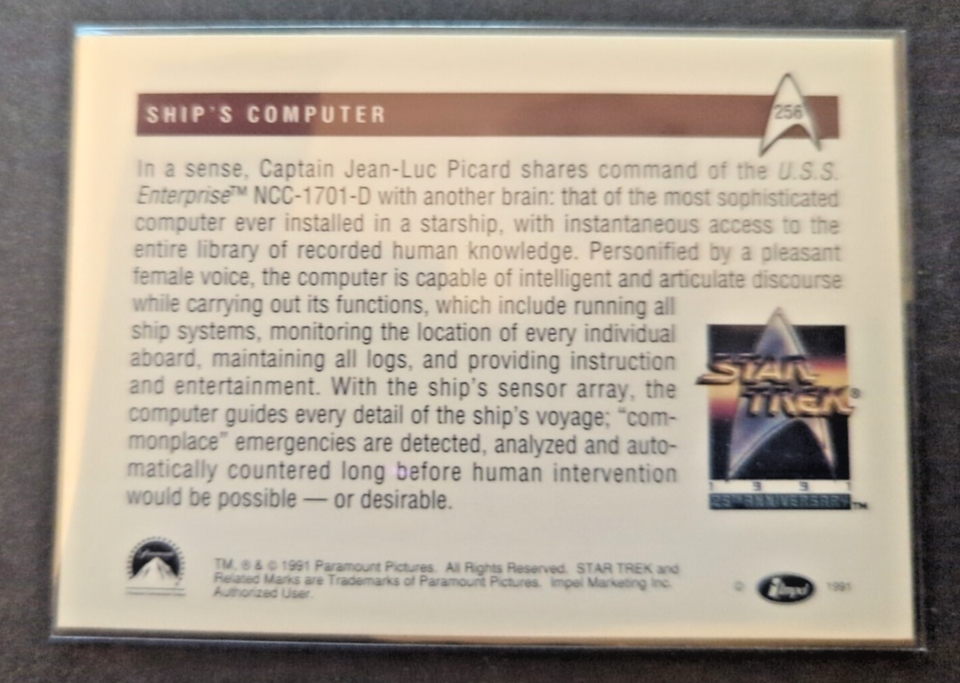 SHIP'S COMPUTER
256
In a sense, Captain Jean-Luc Picard shares command of the U.S.S.
Enterprise™ NCC-1701-D with another brain: that of the most sophisticated
computer ever installed in a starship, with instantaneous access to the
entire library of recorded human knowledge. Personified by a pleasant
female voice, the computer is capable of intelligent and articulate discourse
while carrying out its functions, which include running all
ship systems, monitoring the location of every individual
aboard, maintaining all logs, and providing instruction
and entertainment. With the ship's sensor array, the
computer guides every detail of the ship's voyage; "com-
monplace" emergencies are detected, analyzed and auto-
matically countered long before human intervention
would be possible — or desirable.
STAR
TREK®
1991
25TH ANNIVERSARY™
Paramount
TM, ® & © 1991 Paramount Pictures. All Rights Reserved. STAR TREK and
Related Marks are Trademarks of Paramount Pictures. Impel Marketing Inc.
Authorized User.
© impel 1991